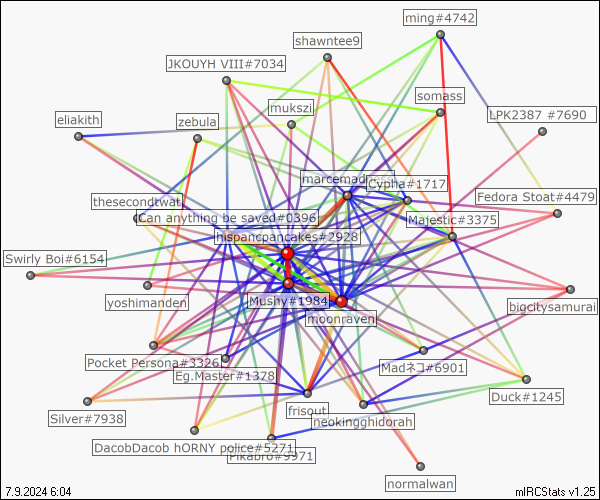 ming#4742
shawntee9
JKOUYH VIII#7034
somass
mukszi
LPK2387 #7690
eliakith
zebula
Cypha#1717
Fedora Stoat#4479
thesecondtwat
Can anything be saved#0396
Majestic#3375
hispancpancakes#2928
Swirly Boi#6154
yoshimanden
Mushy#1984
bigcitysamurai
moonraven
Pocket Persona#3326
Madネコ#6901
Eg.Master#1378
Duck#1245
Silver#7938
frisout
neokingghidorah
DacobDacob hORNY police#5271
normalwan
7.9.2024 6:04
mIRCStats v1.25